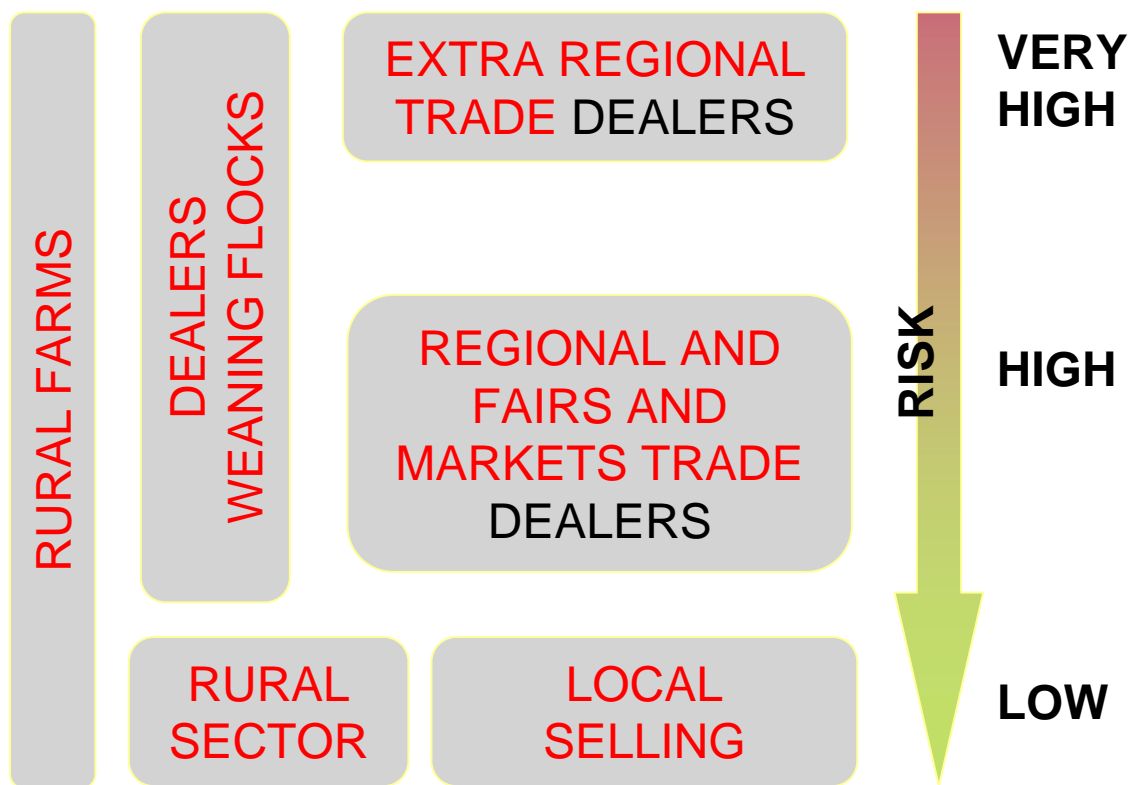 RURAL FARMS
DEALERS
WEANING FLOCKS
EXTRA REGIONAL
TRADE DEALERS
REGIONAL AND
FAIRS AND
MARKETS TRADE
DEALERS
RURAL
SECTOR
LOCAL
SELLING
RISK
VERY
HIGH
HIGH
LOW